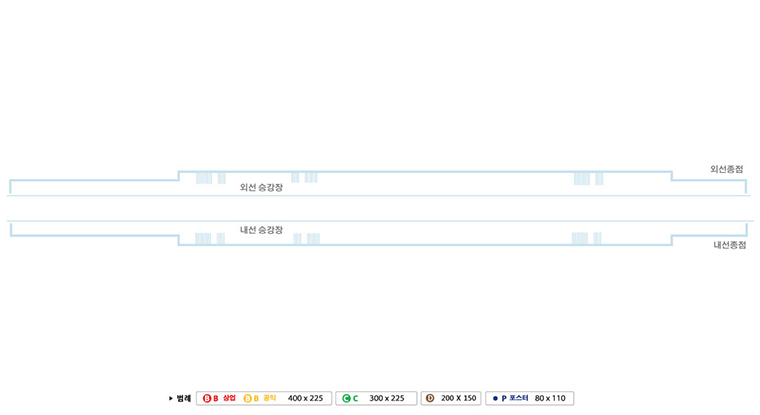 외선종점
외선 승강장
내선 승강장
내선종점
▶ 범례 B B 상업 B B 공익 400 x 225 C C 300 x 225 D 200 X 150 ● P 포스터 80 x 110